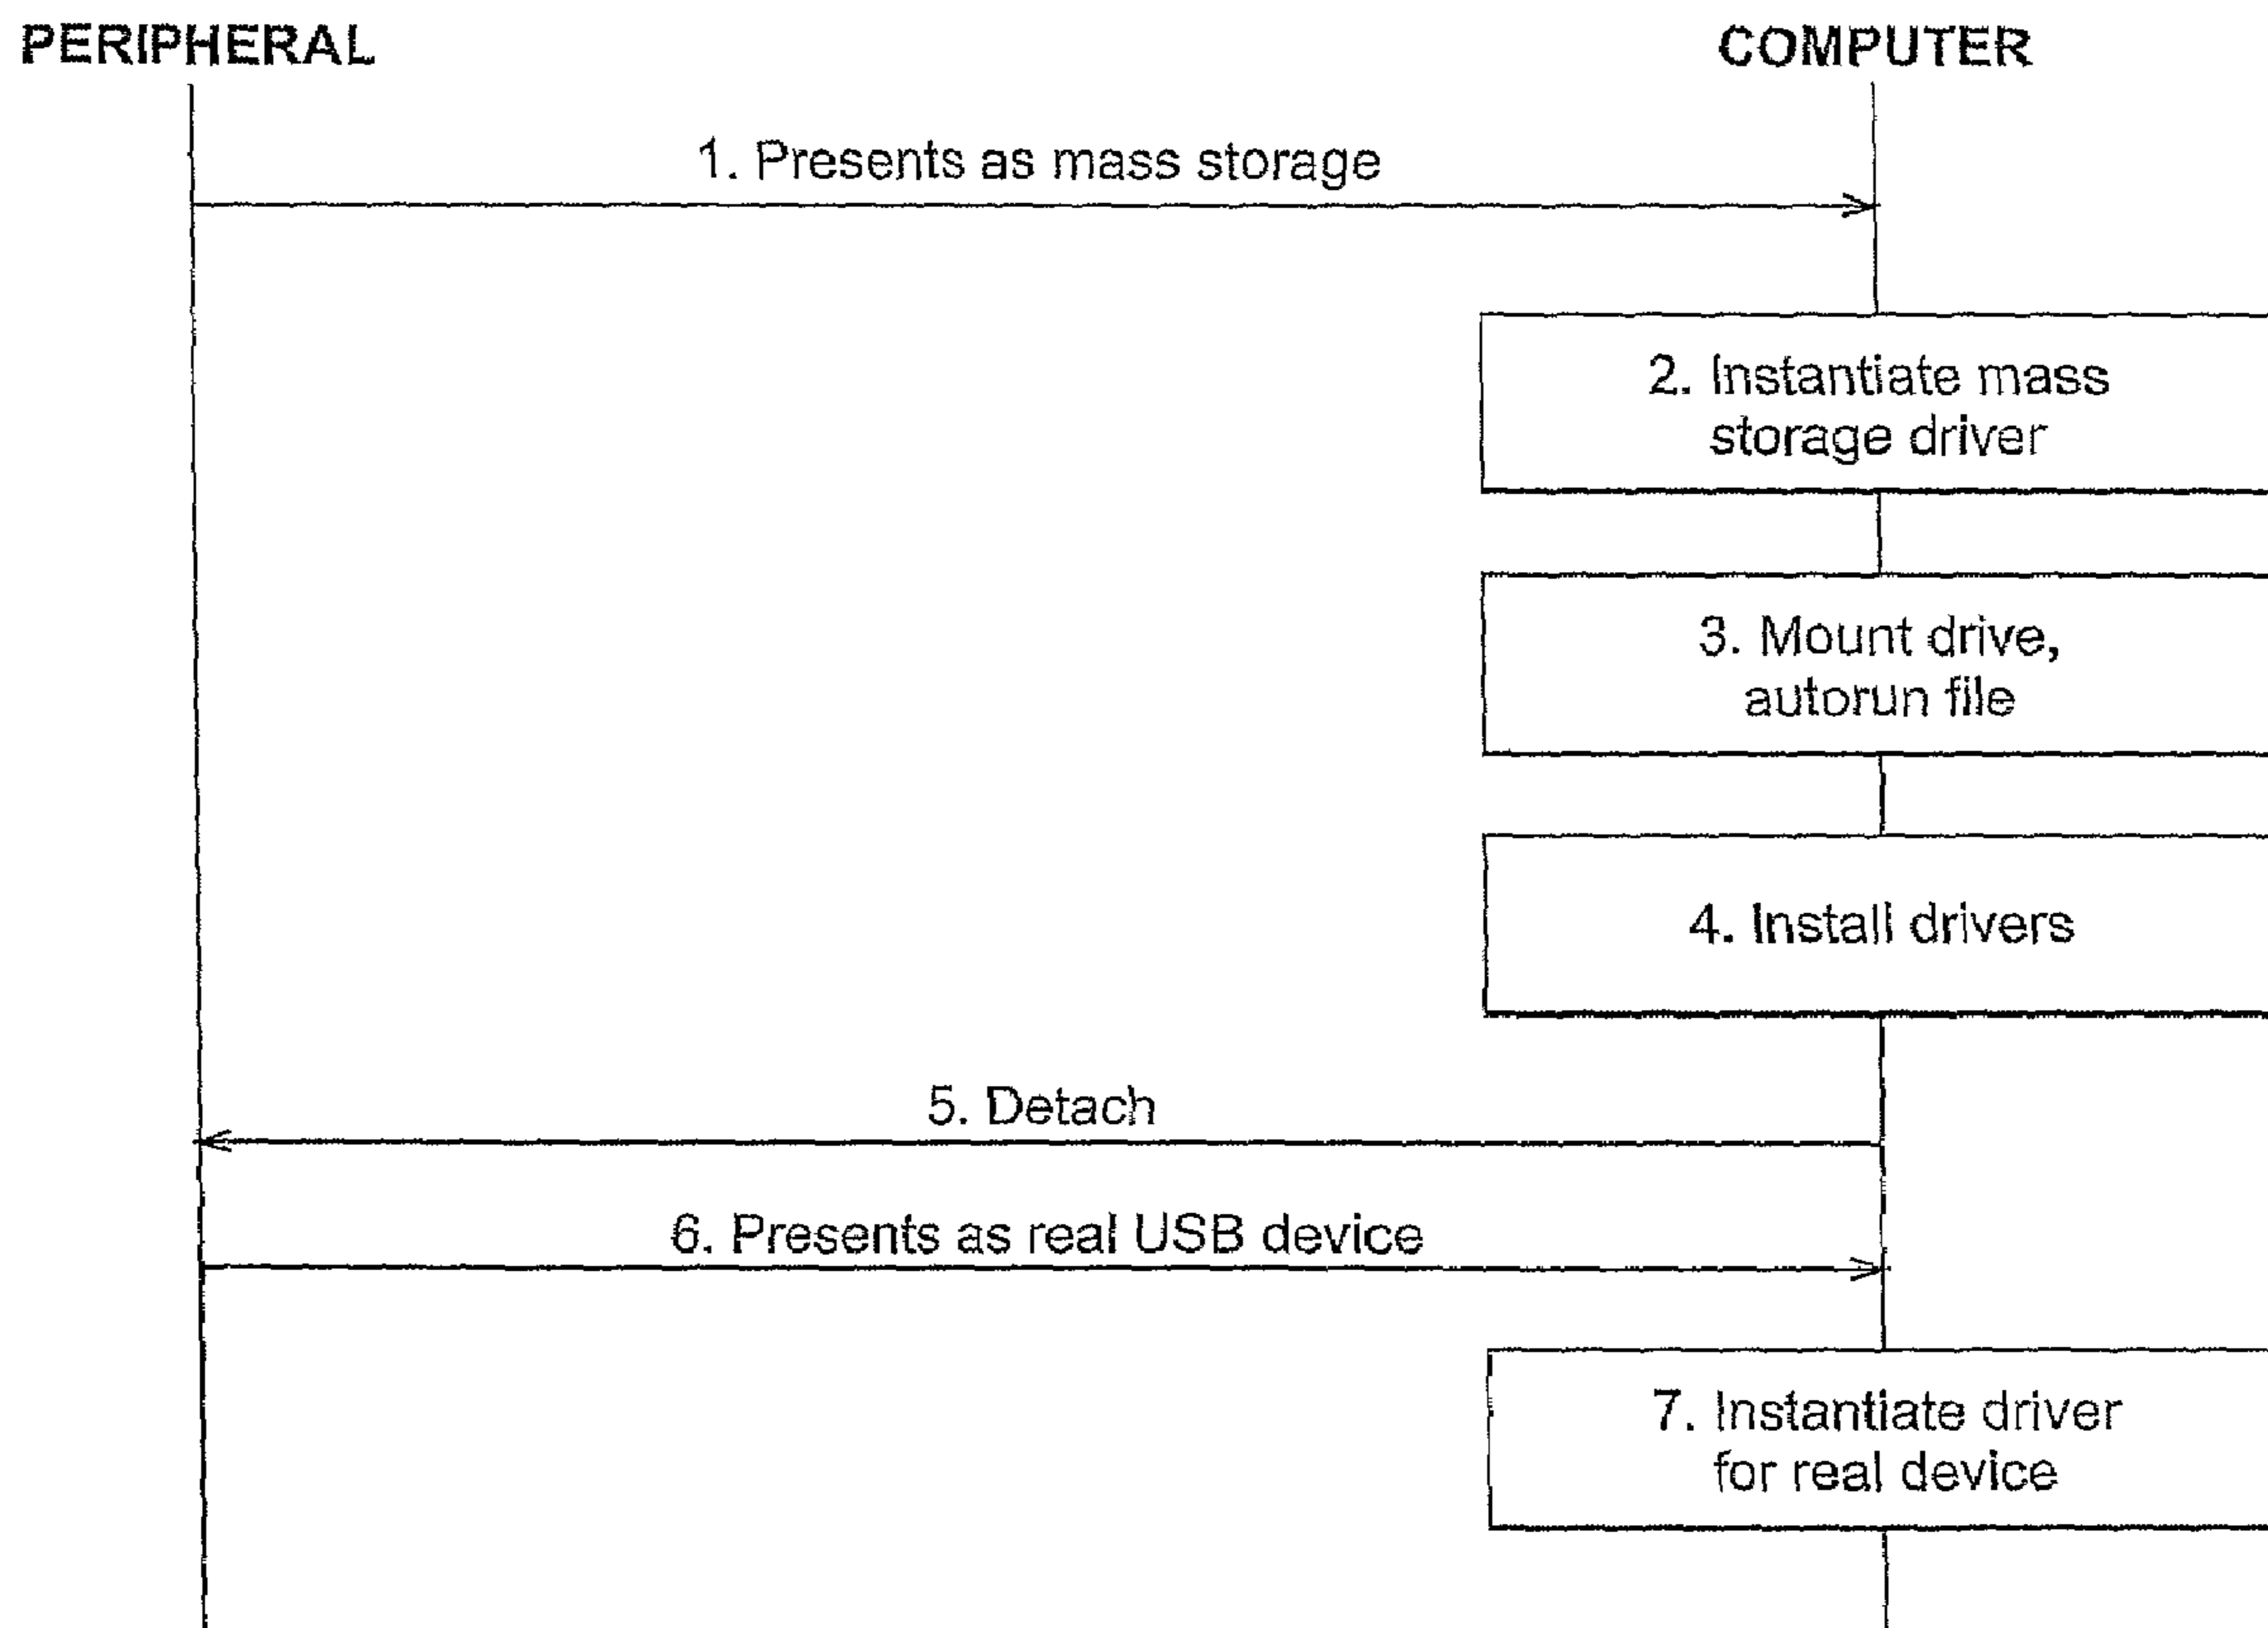 PERIPHERAL
COMPUTER
1. Presents as mass storage
2. Instantiate mass
storage driver
3. Mount drive,
autorun file
4. Install drivers
5. Detach
6. Presents as real USB device
7. Instantiate driver
for real device